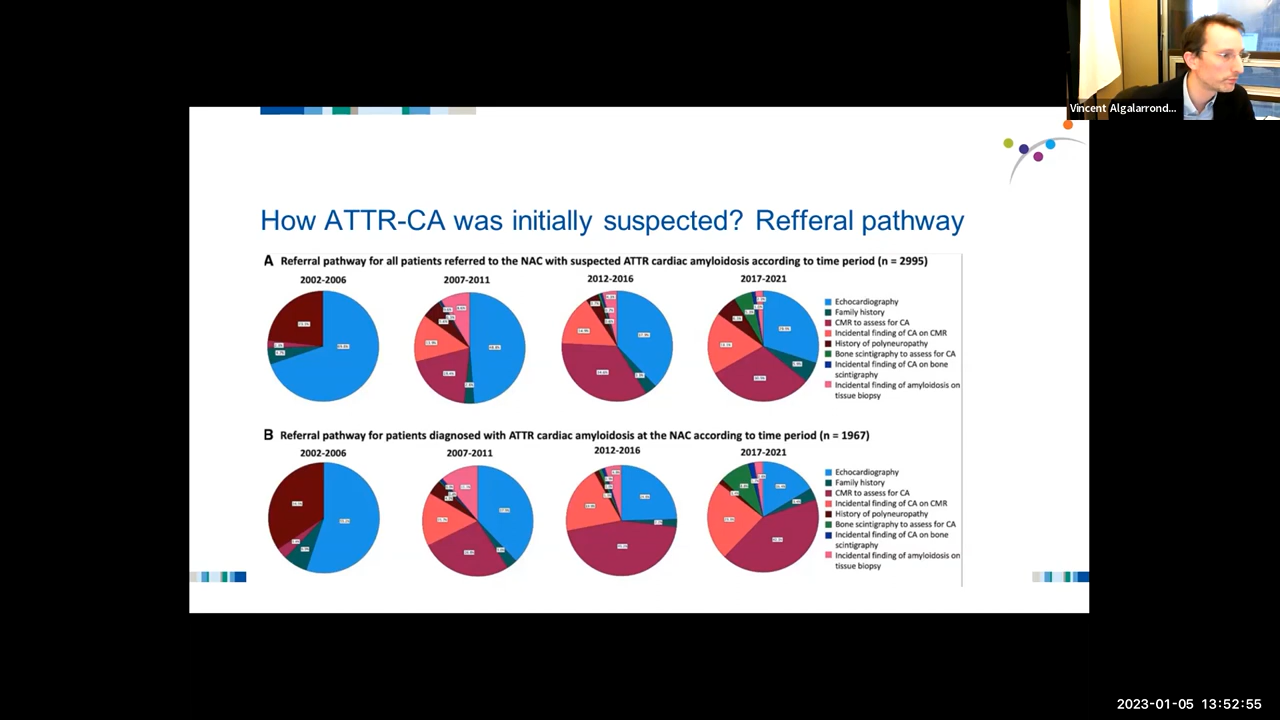 Vincent Algalarrond...
How ATTR-CA was initially suspected? Refferal pathway
A Referral pathway for all patients referred to the NAC with suspected ATTR cardiac amyloidosis according to time period (n = 2995)
2002-2006
2007-2011
2012-2016
2017-2021
Echocardiography
Family history
CMR to assess for CA
Incidental finding of CA on CMR
History of polyneuropathy
Bone scintigraphy to assess for CA
Incidental finding of CA on bone
scintigraphy
Incidental finding of amyloidosis on
tissue biopsy
B Referral pathway for patients diagnosed with ATTR cardiac amyloidosis at the NAC according to time period (n = 1967)
2002-2006
2007-2011
2012-2016
2017-2021
Echocardiography
Family history
CMR to assess for CA
Incidental finding of CA on CMR
History of polyneuropathy
Bone scintigraphy to assess for CA
Incidental finding of CA on bone
scintigraphy
Incidental finding of amyloidosis on
tissue biopsy
2023-01-05 13:52:55